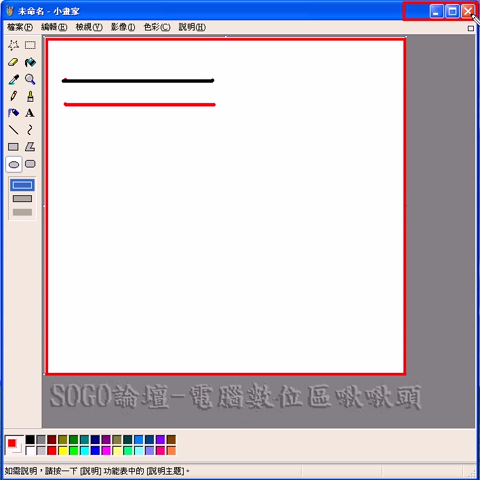 未命名 - 小畫家
檔案(F) 編輯(E) 檢視(V) 影像(I) 色彩(C) 說明(H)
A
SOGO論壇-電腦數位區啾啾頭
如需說明，請按一下 [說明] 功能表中的 [說明主題]。